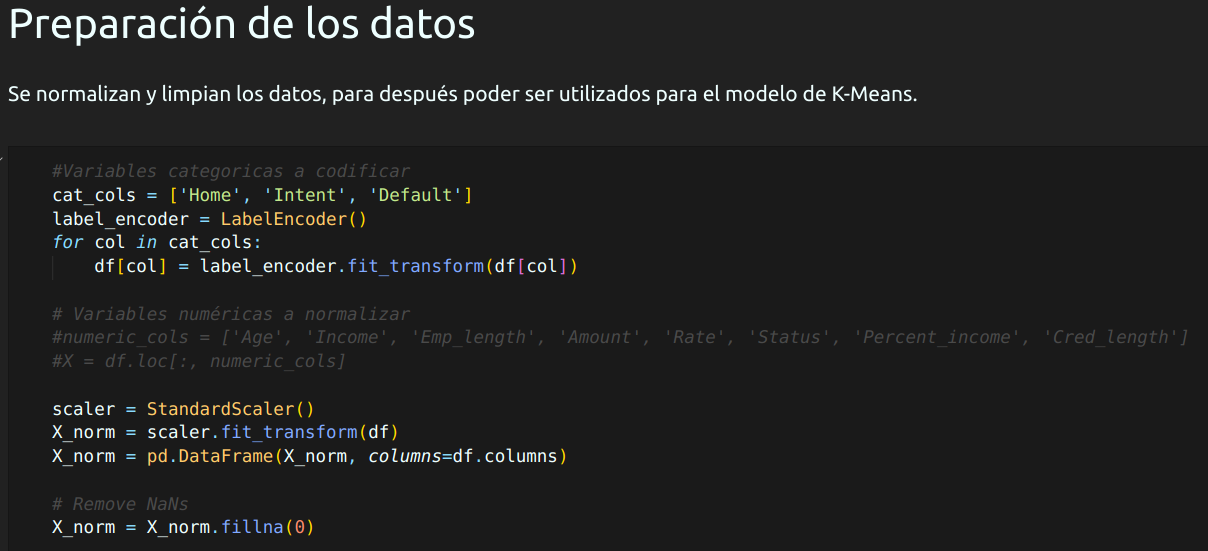 Preparación de los datos
Se normalizan y limpian los datos, para después poder ser utilizados para el modelo de K-Means.
#Variables categoricas a codificar
cat_cols = ['Home', 'Intent', 'Default']
label_encoder = LabelEncoder()
for col in cat_cols:
    df[col] = label_encoder.fit_transform(df[col])
# Variables numéricas a normalizar
#numeric_cols = ['Age', 'Income', 'Emp_length', 'Amount', 'Rate', 'Status', 'Percent_income', 'Cred_length']
#X = df.loc[:, numeric_cols]
scaler = StandardScaler()
X_norm = scaler.fit_transform(df)
X_norm = pd.DataFrame(X_norm, columns=df.columns)
# Remove NaNs
X_norm = X_norm.fillna(0)